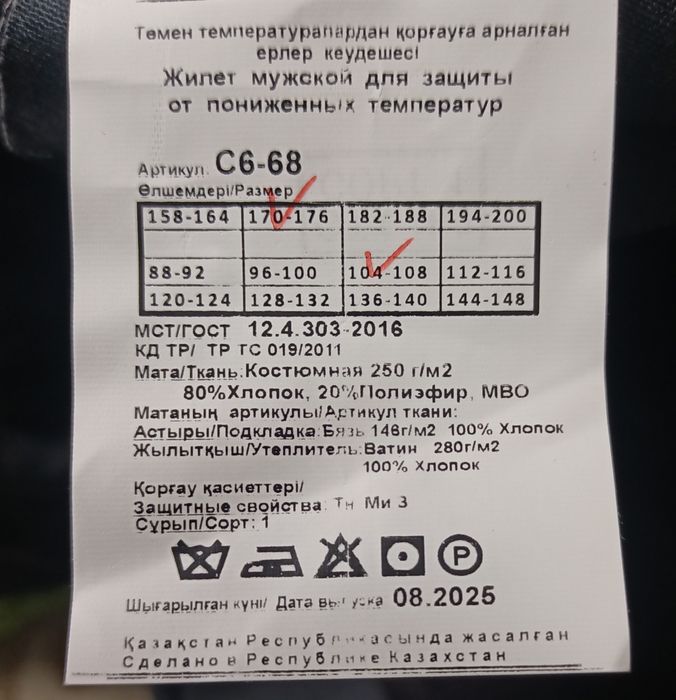 Төмен температуралардан қорғауға арналған
ерлер кеудешесі
Жилет мужской для защиты
от пониженных температур
Артикул. С6-68
Өлшемдері/Размер
158-164 170-176 182-188 194-200
88-92 96-100 104-108 112-116
120-124 128-132 136-140 144-148
МСТ/ГОСТ 12.4.303-2016
КД ТР/ ТР ТС 019/2011
Мата/Ткань:Костюмная 250 г/м2
80%Хлопок, 20%Полиэфир, МВО
Матаның артикулы/Артикул ткани:
Астыры/Подкладка:Бязь 146г/м2 100% Хлопок
Жылытқыш/Утеплитель:Ватин 280г/м2
100% Хлопок
Қорғау қасиеттері/
Защитные свойства: Тн Ми З
Сұрып/Сорт: 1
P
Шығарылған күні/ Дата выпуска 08.2025
Қазақстан Республикасында жасалған
Сделано в Республике Казахстан